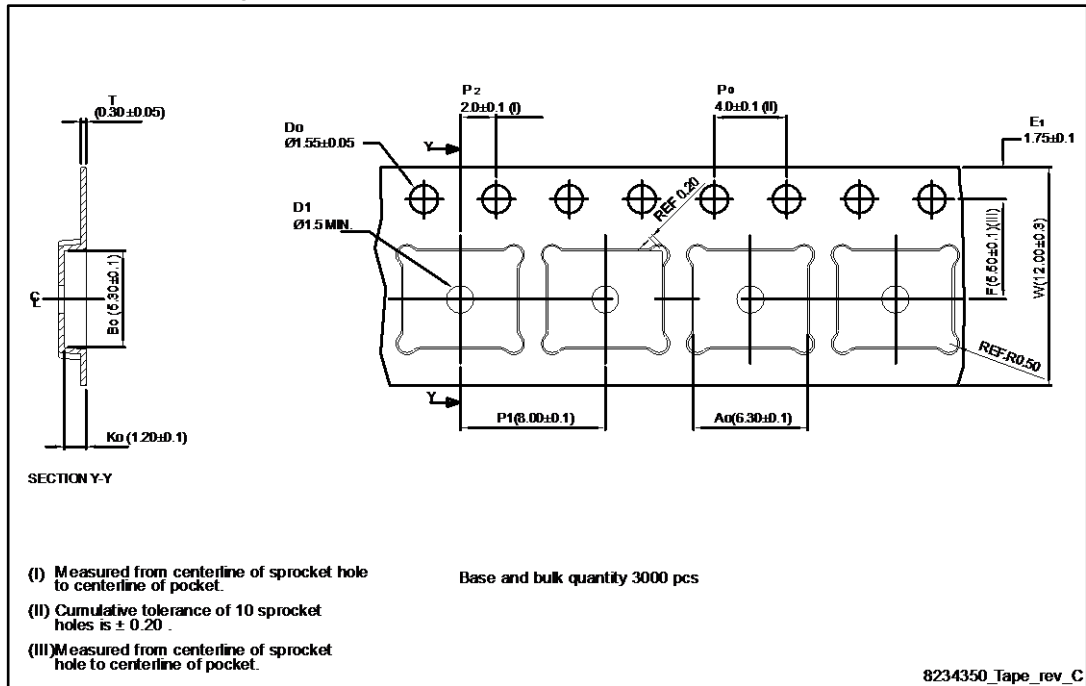 T
(0.30±0.05)
P2
2.0±0.1 (I)
Po
4.0±0.1 (II)
E1
1.75±0.1
Do
Ø1.55±0.05
Y
D1
Ø1.5 MIN.
REF 0.20
F(5.50±0.1)(III)
W(12.00±0.3)
Bo (5.30±0.1)
CL
REF.R0.50
Y
P1(8.00±0.1)
Ao(6.30±0.1)
Ko (1.20±0.1)
SECTION Y-Y
(I) Measured from centerline of sprocket hole
to centerline of pocket.
Base and bulk quantity 3000 pcs
(II) Cumulative tolerance of 10 sprocket
holes is ± 0.20 .
(III)Measured from centerline of sprocket
hole to centerline of pocket.
8234350_Tape_rev_C